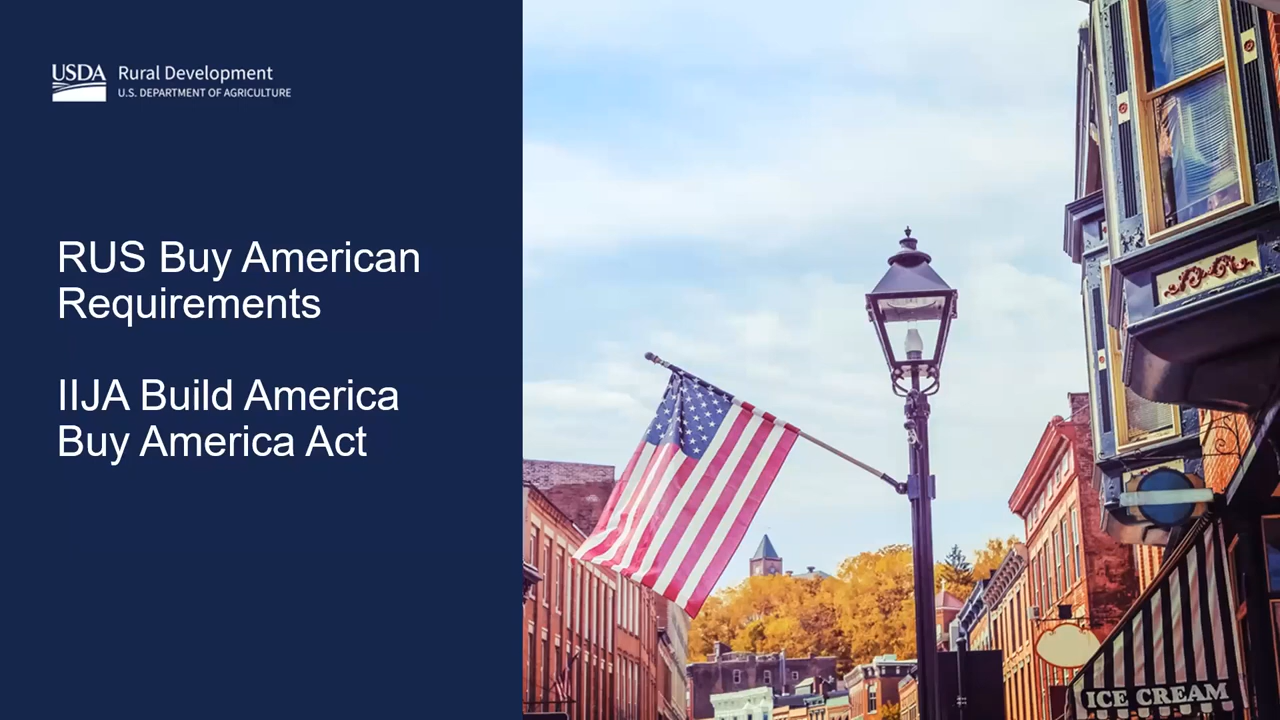 USDA
Rural Development
U.S. DEPARTMENT OF AGRICULTURE
RUS Buy American
Requirements
IIJA Build America
Buy America Act
ICE CREAM